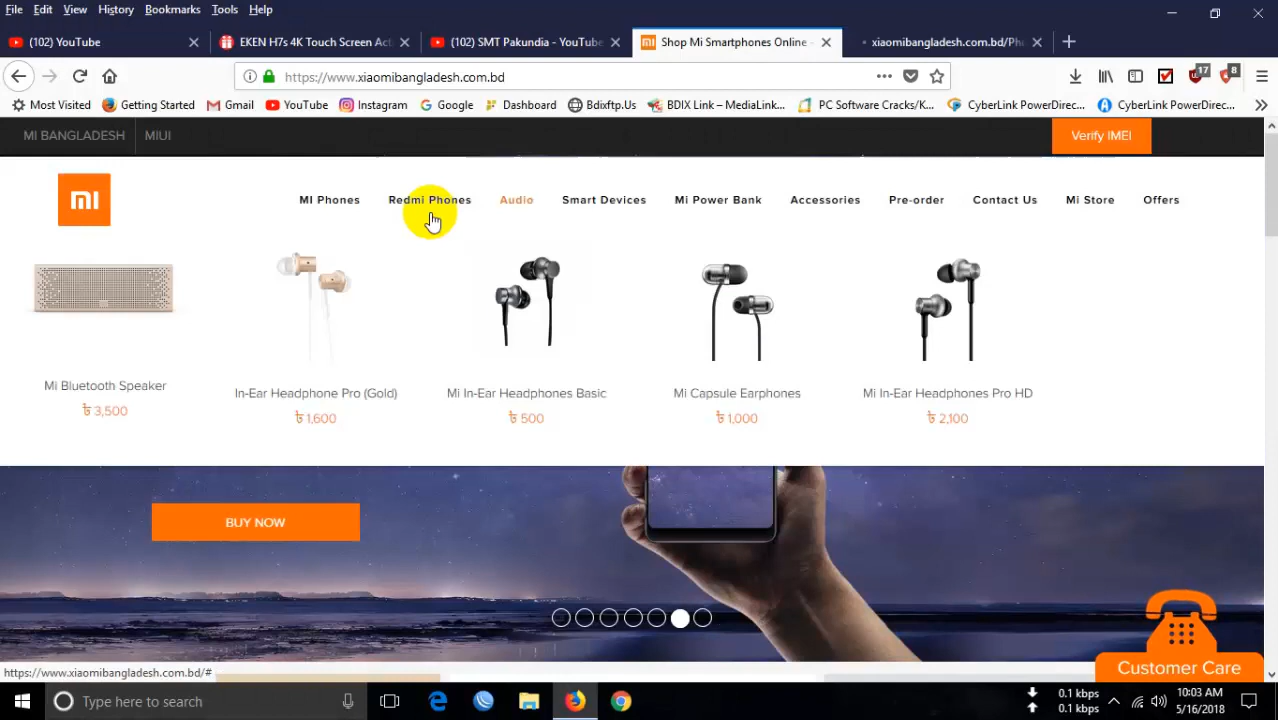 File Edit View History Bookmarks Tools Help
(102) YouTube
EKEN H7s 4K Touch Screen Act
(102) SMT Pakundia - YouTube
Shop Mi Smartphones Online -
xiaomibangladesh.com.bd/Pho
https://www.xiaomibangladesh.com.bd
17
8
Most Visited Getting Started Gmail YouTube Instagram Google Dashboard Bdixftp.Us BDIX Link – MediaLink... PC Software Cracks/K... CyberLink PowerDirec... CyberLink PowerDirec...
MI BANGLADESH MIUI
Verify IMEI
MI Phones Redmi Phones Audio Smart Devices Mi Power Bank Accessories Pre-order Contact Us Mi Store Offers
Mi Bluetooth Speaker
৳ 3,500
In-Ear Headphone Pro (Gold)
৳ 1,600
Mi In-Ear Headphones Basic
৳ 500
Mi Capsule Earphones
৳ 1,000
Mi In-Ear Headphones Pro HD
৳ 2,100
BUY NOW
Customer Care
https://www.xiaomibangladesh.com.bd/#
Type here to search
0.1 kbps
0.1 kbps
10:03 AM
5/16/2018